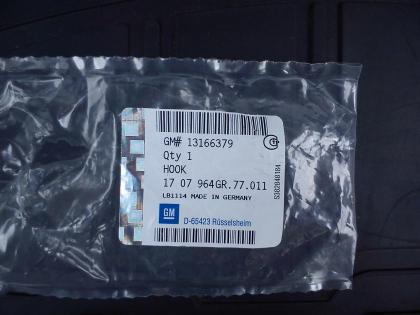 GM# 13166379
Qty 1
HOOK
17 07 964GR.77.011
LB1114 MADE IN GERMANY
GM
D-65423 Rüsselsheim